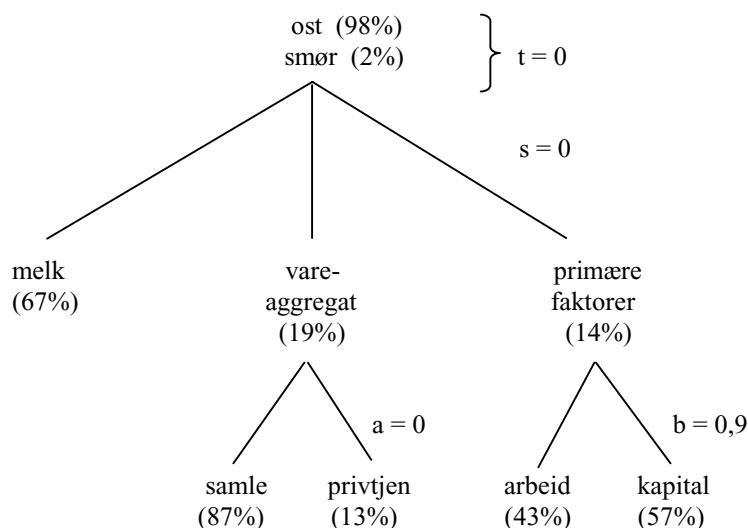 ost (98%)
smør (2%)
t = 0
s = 0
melk
(67%)
vare-
aggregat
(19%)
primære
faktorer
(14%)
a = 0
b = 0,9
samle
(87%)
privtjen
(13%)
arbeid
(43%)
kapital
(57%)